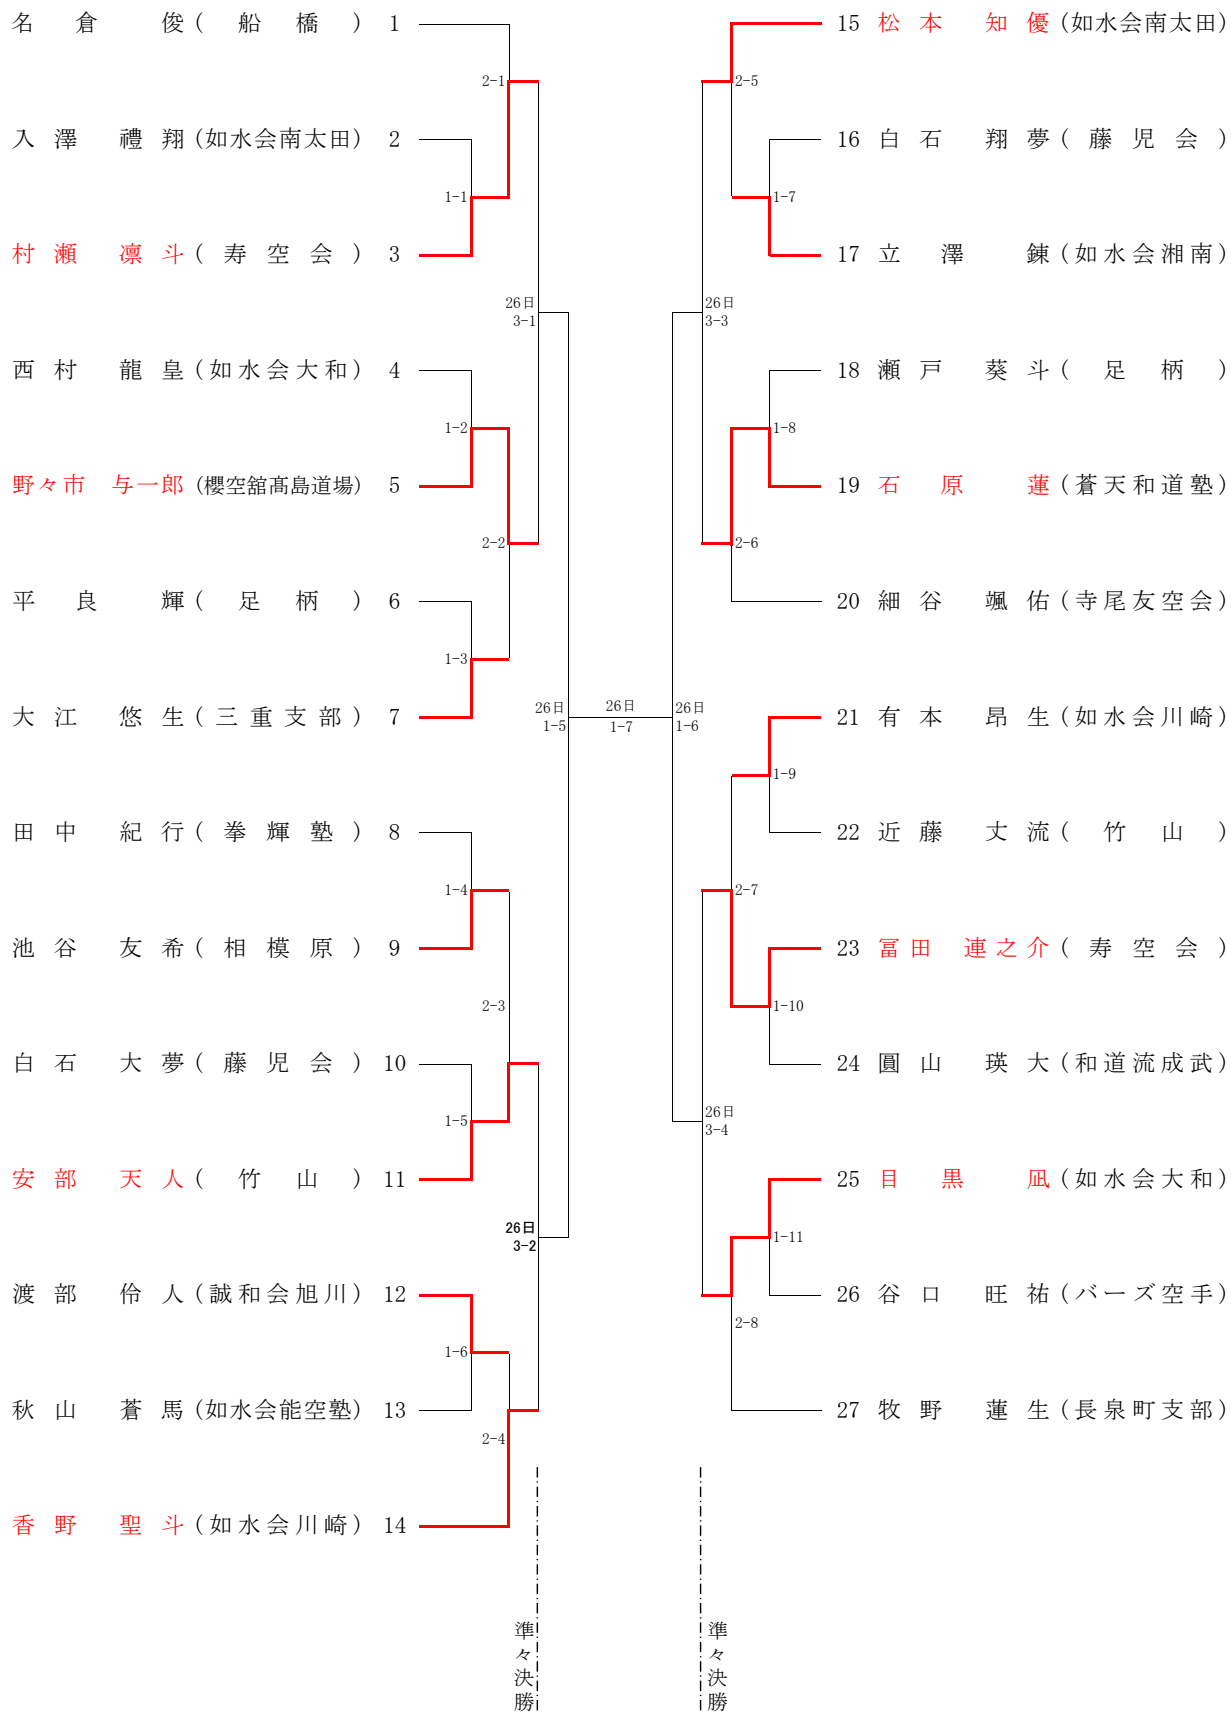 名倉 俊 (船橋) 1
2-1
入澤 禮翔 (如水会南太田) 2
1-1
村瀬 凛斗 (寿空会) 3
26日
3-1
西村 龍皇 (如水会大和) 4
1-2
野々市 与一郎 (櫻空舘髙島道場) 5
2-2
平良 輝 (足柄) 6
1-3
大江 悠生 (三重支部) 7
26日
1-5
田中 紀行 (拳輝塾) 8
1-4
池谷 友希 (相模原) 9
2-3
白石 大夢 (藤児会) 10
1-5
安部 天人 (竹山) 11
26日
3-2
渡部 伶人 (誠和会旭川) 12
1-6
秋山 蒼馬 (如水会能空塾) 13
2-4
香野 聖斗 (如水会川崎) 14
準々決勝
26日
1-7
15 松本 知優 (如水会南太田)
2-5
16 白石 翔夢 (藤児会)
1-7
17 立澤 錬 (如水会湘南)
26日
3-3
18 瀬戸 葵斗 (足柄)
1-8
19 石原 蓮 (蒼天和道塾)
2-6
20 細谷 颯佑 (寺尾友空会)
26日
1-6
21 有本 昂生 (如水会川崎)
1-9
22 近藤 丈流 (竹山)
2-7
23 冨田 連之介 (寿空会)
1-10
24 圓山 瑛大 (和道流成武)
26日
3-4
25 目黒 凪 (如水会大和)
1-11
26 谷口 旺祐 (バーズ空手)
2-8
27 牧野 蓮生 (長泉町支部)
準々決勝